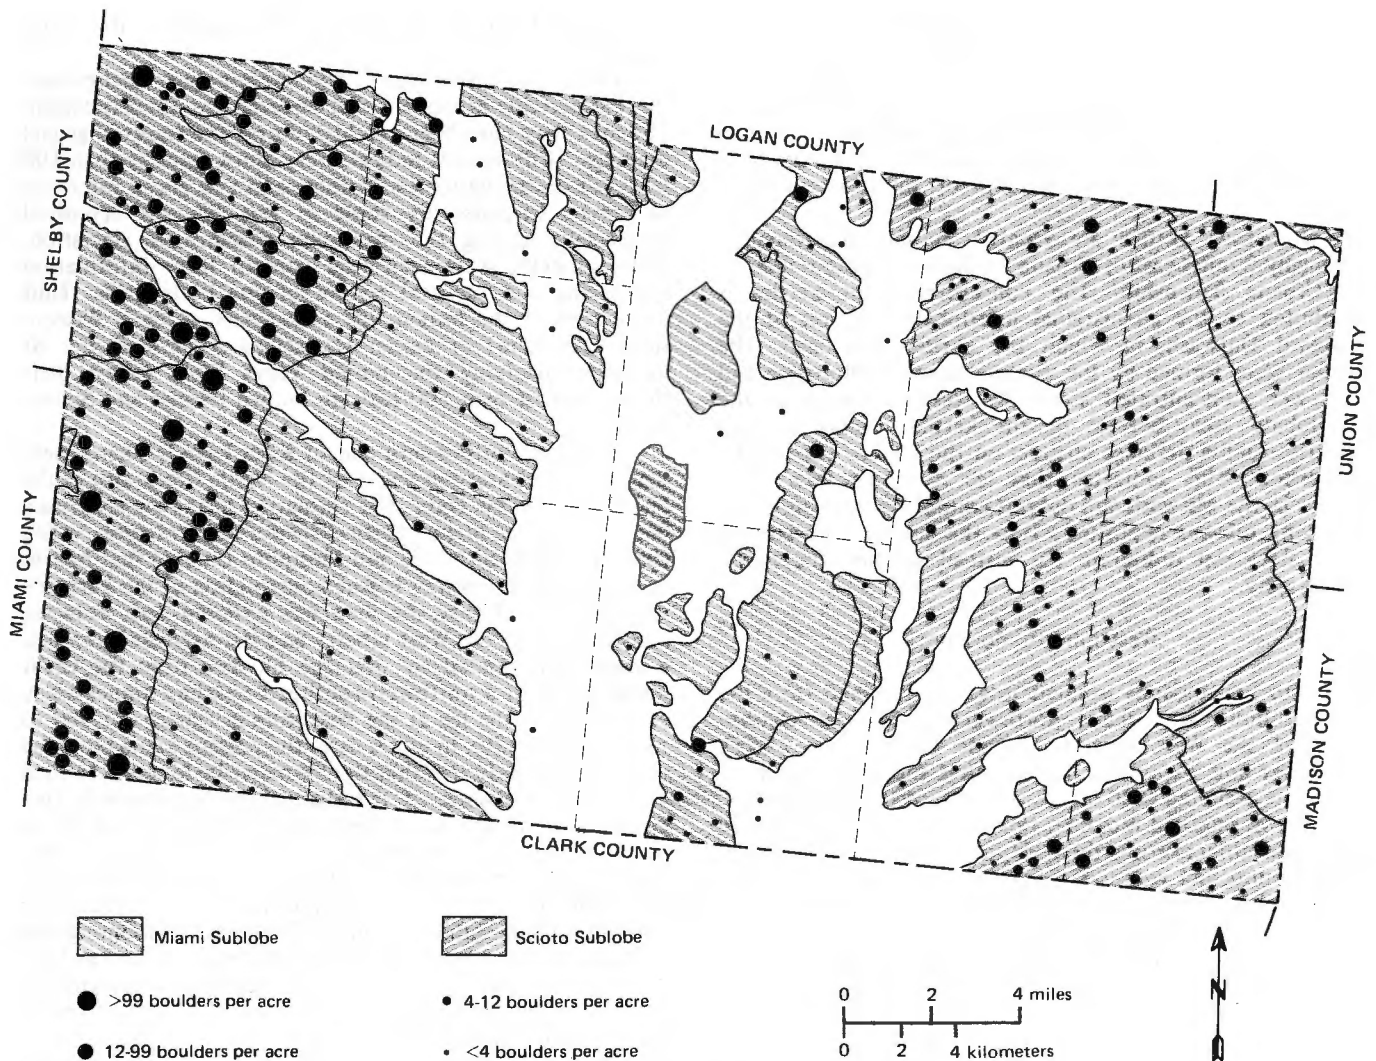 LOGAN COUNTY
SHELBY COUNTY
UNION COUNTY
MIAMI COUNTY
MADISON COUNTY
CLARK COUNTY
Miami Sublobe
Scioto Sublobe
>99 boulders per acre
4-12 boulders per acre
12-99 boulders per acre
<4 boulders per acre
0 2 4 miles
0 2 4 kilometers
N